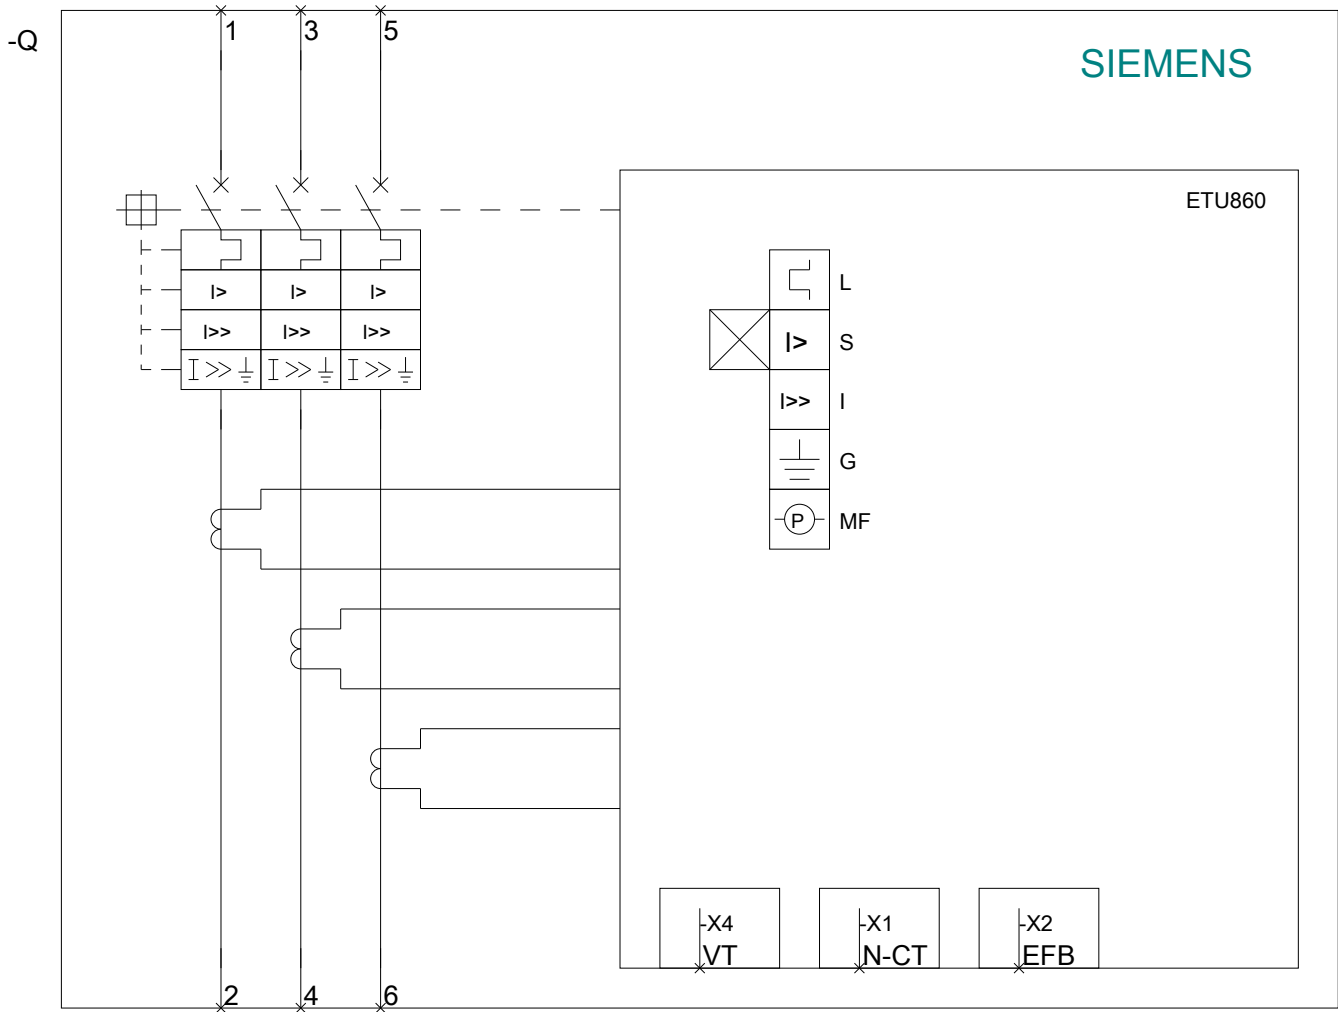 1 3 5
-Q
SIEMENS
ETU860
I> I> I>
I>> I>> I>>
I >> I >> I >>
L
I> S
I>> I
G
P MF
-X4 -X1 -X2
VT N-CT EFB
2 4 6